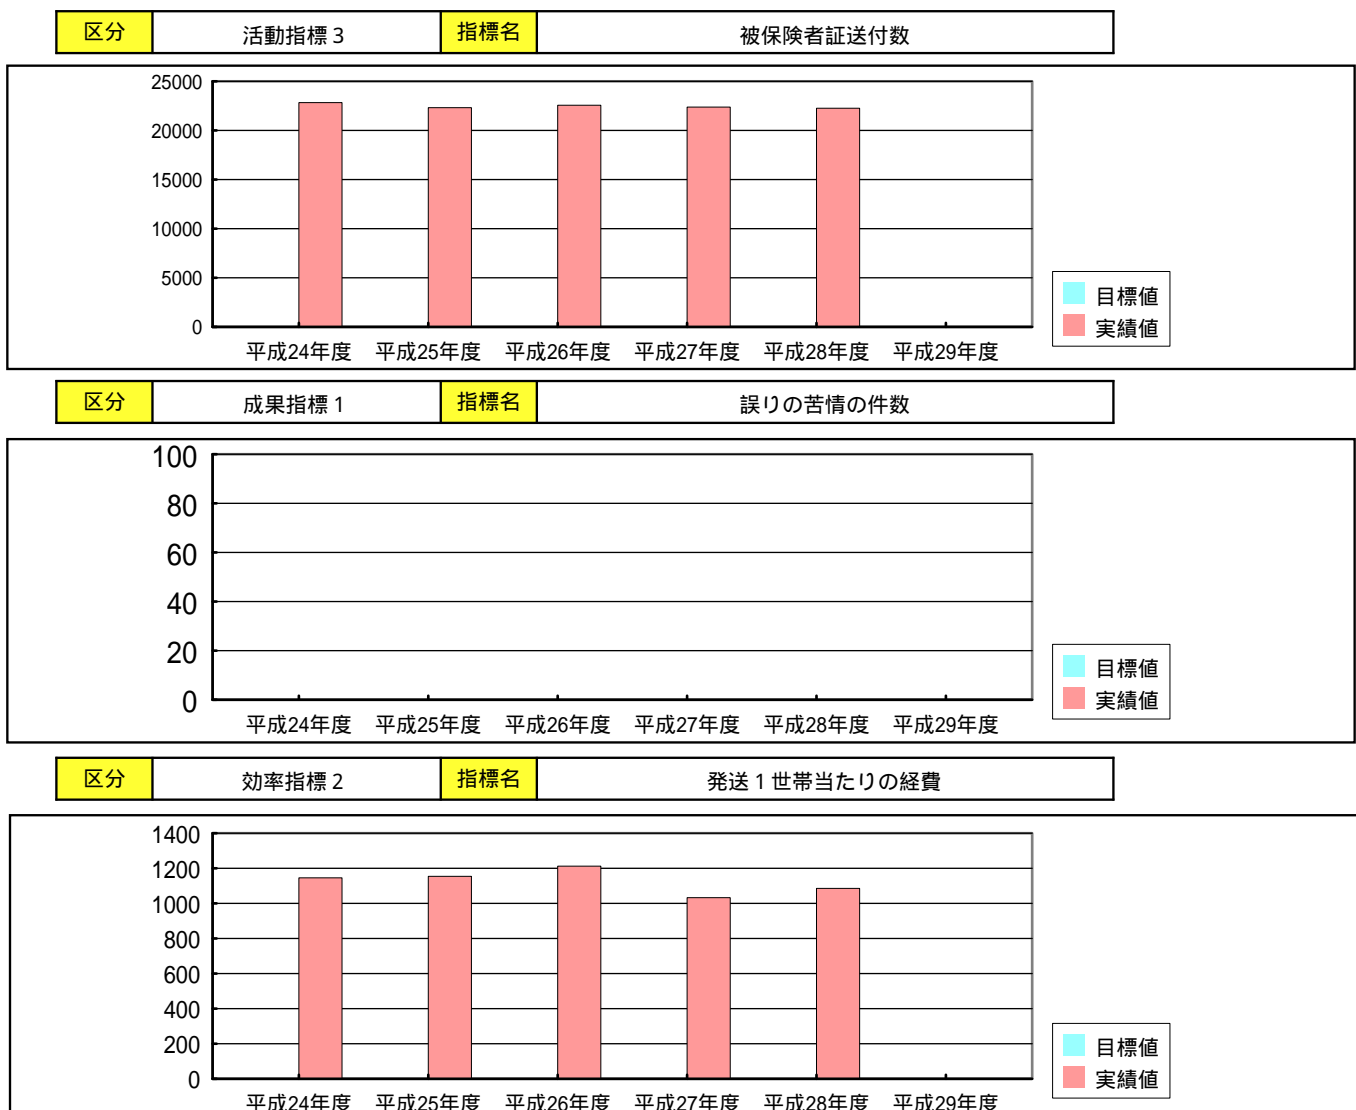 区分 活動指標３ 指標名 被保険者証送付数
25000
20000
15000
10000
5000
0
平成24年度 平成25年度 平成26年度 平成27年度 平成28年度 平成29年度
目標値
実績値
区分 成果指標１ 指標名 誤りの苦情の件数
100
80
60
40
20
0
平成24年度 平成25年度 平成26年度 平成27年度 平成28年度 平成29年度
目標値
実績値
区分 効率指標２ 指標名 発送１世帯当たりの経費
1400
1200
1000
800
600
400
200
0
平成24年度 平成25年度 平成26年度 平成27年度 平成28年度 平成29年度
目標値
実績値